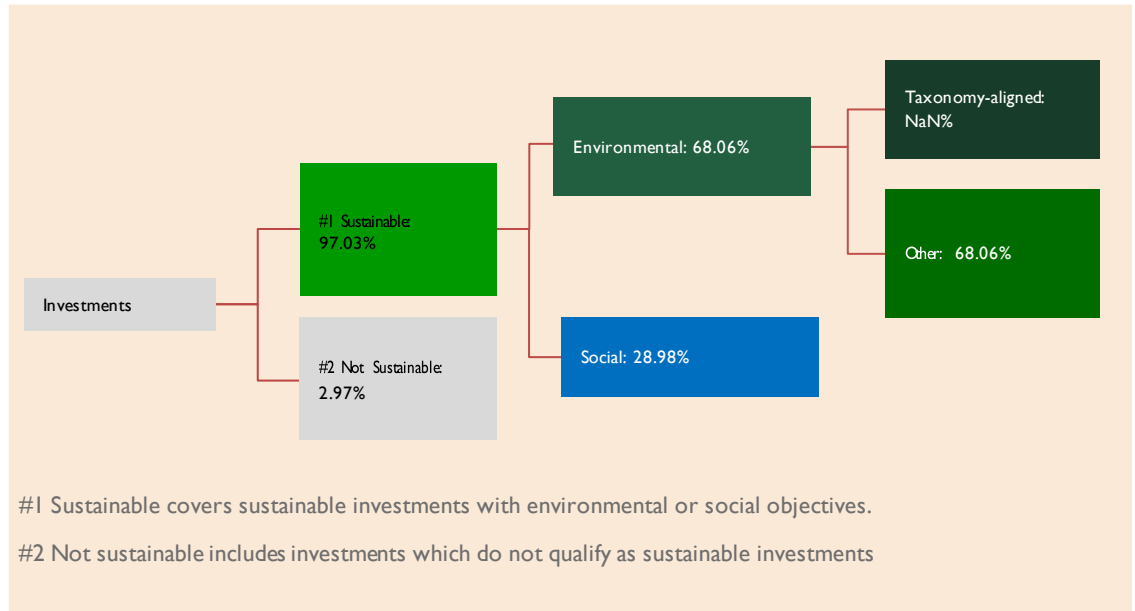 Investments
#1 Sustainable:
97.03%
#2 Not Sustainable:
2.97%
Environmental: 68.06%
Social: 28.98%
Taxonomy-aligned:
NaN%
Other: 68.06%
#1 Sustainable covers sustainable investments with environmental or social objectives.
#2 Not sustainable includes investments which do not qualify as sustainable investments